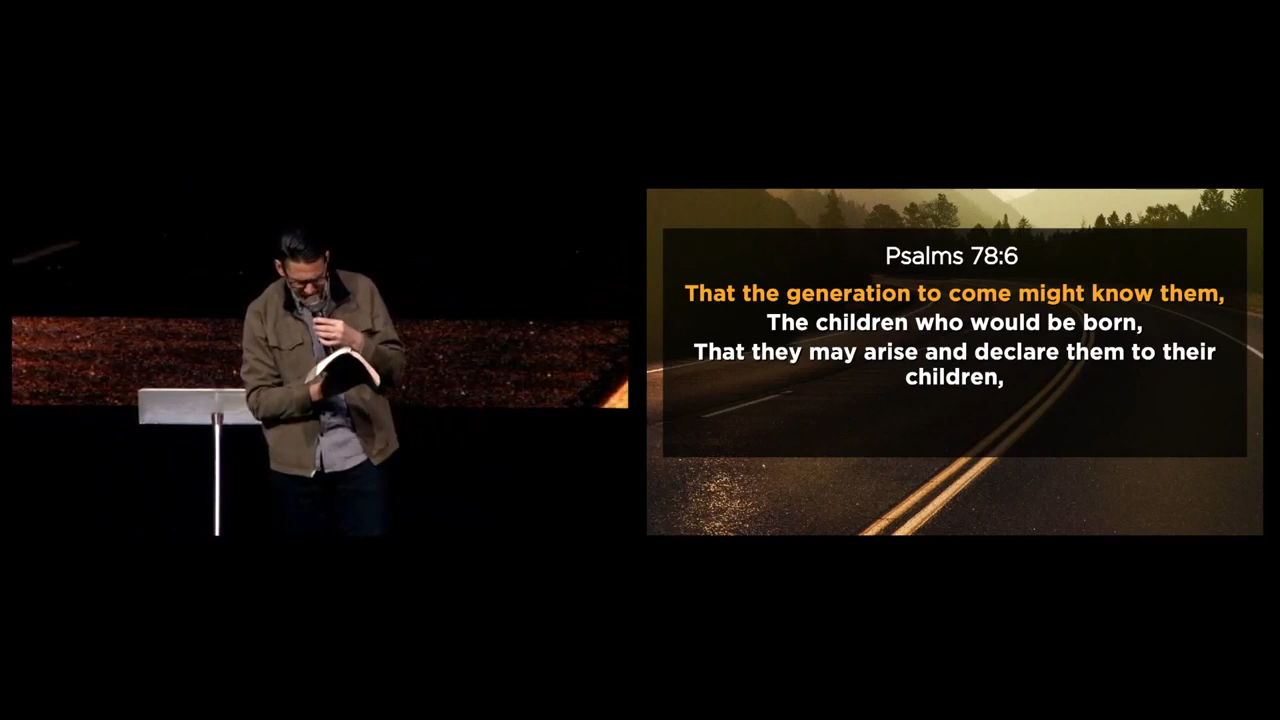 Psalms 78:6
That the generation to come might know them,
The children who would be born,
That they may arise and declare them to their
children,